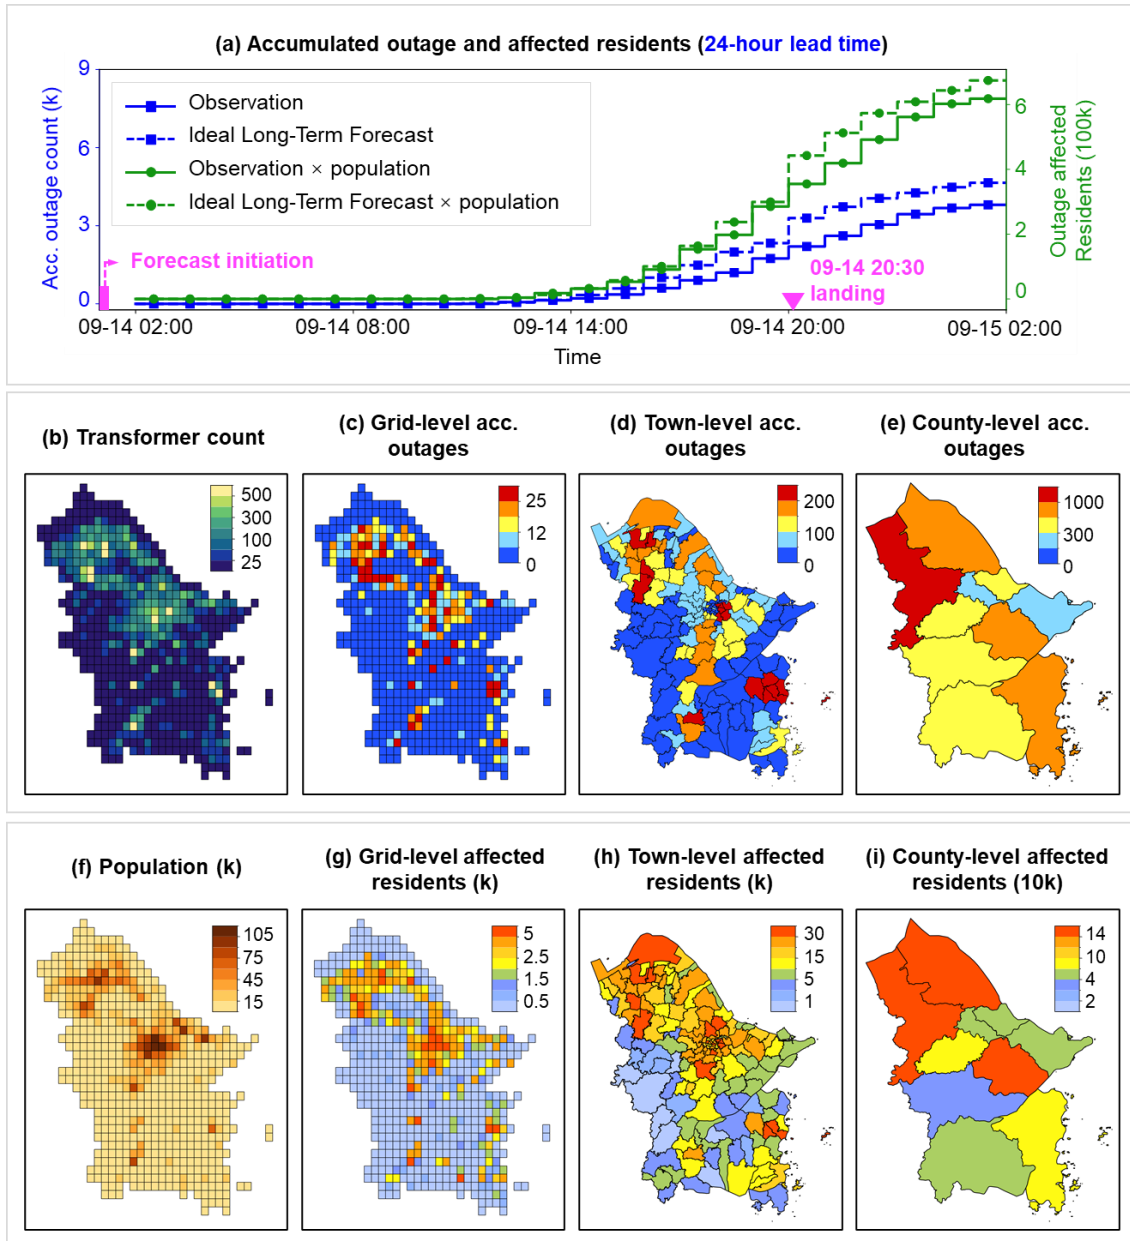 (a) Accumulated outage and affected residents (24-hour lead time)
Acc. outage count (k)
9
6
3
0
Observation
Ideal Long-Term Forecast
Observation × population
Ideal Long-Term Forecast × population
Forecast initiation
09-14 20:30
landing
6
4
2
0
Outage affected
Residents (100k)
09-14 02:00
09-14 08:00
09-14 14:00
09-14 20:00
09-15 02:00
Time
(b) Transformer count
500
300
100
25
(c) Grid-level acc.
outages
25
12
0
(d) Town-level acc.
outages
200
100
0
(e) County-level acc.
outages
1000
300
0
(f) Population (k)
105
75
45
15
(g) Grid-level affected
residents (k)
5
2.5
1.5
0.5
(h) Town-level affected
residents (k)
30
15
5
1
(i) County-level affected
residents (10k)
14
10
4
2